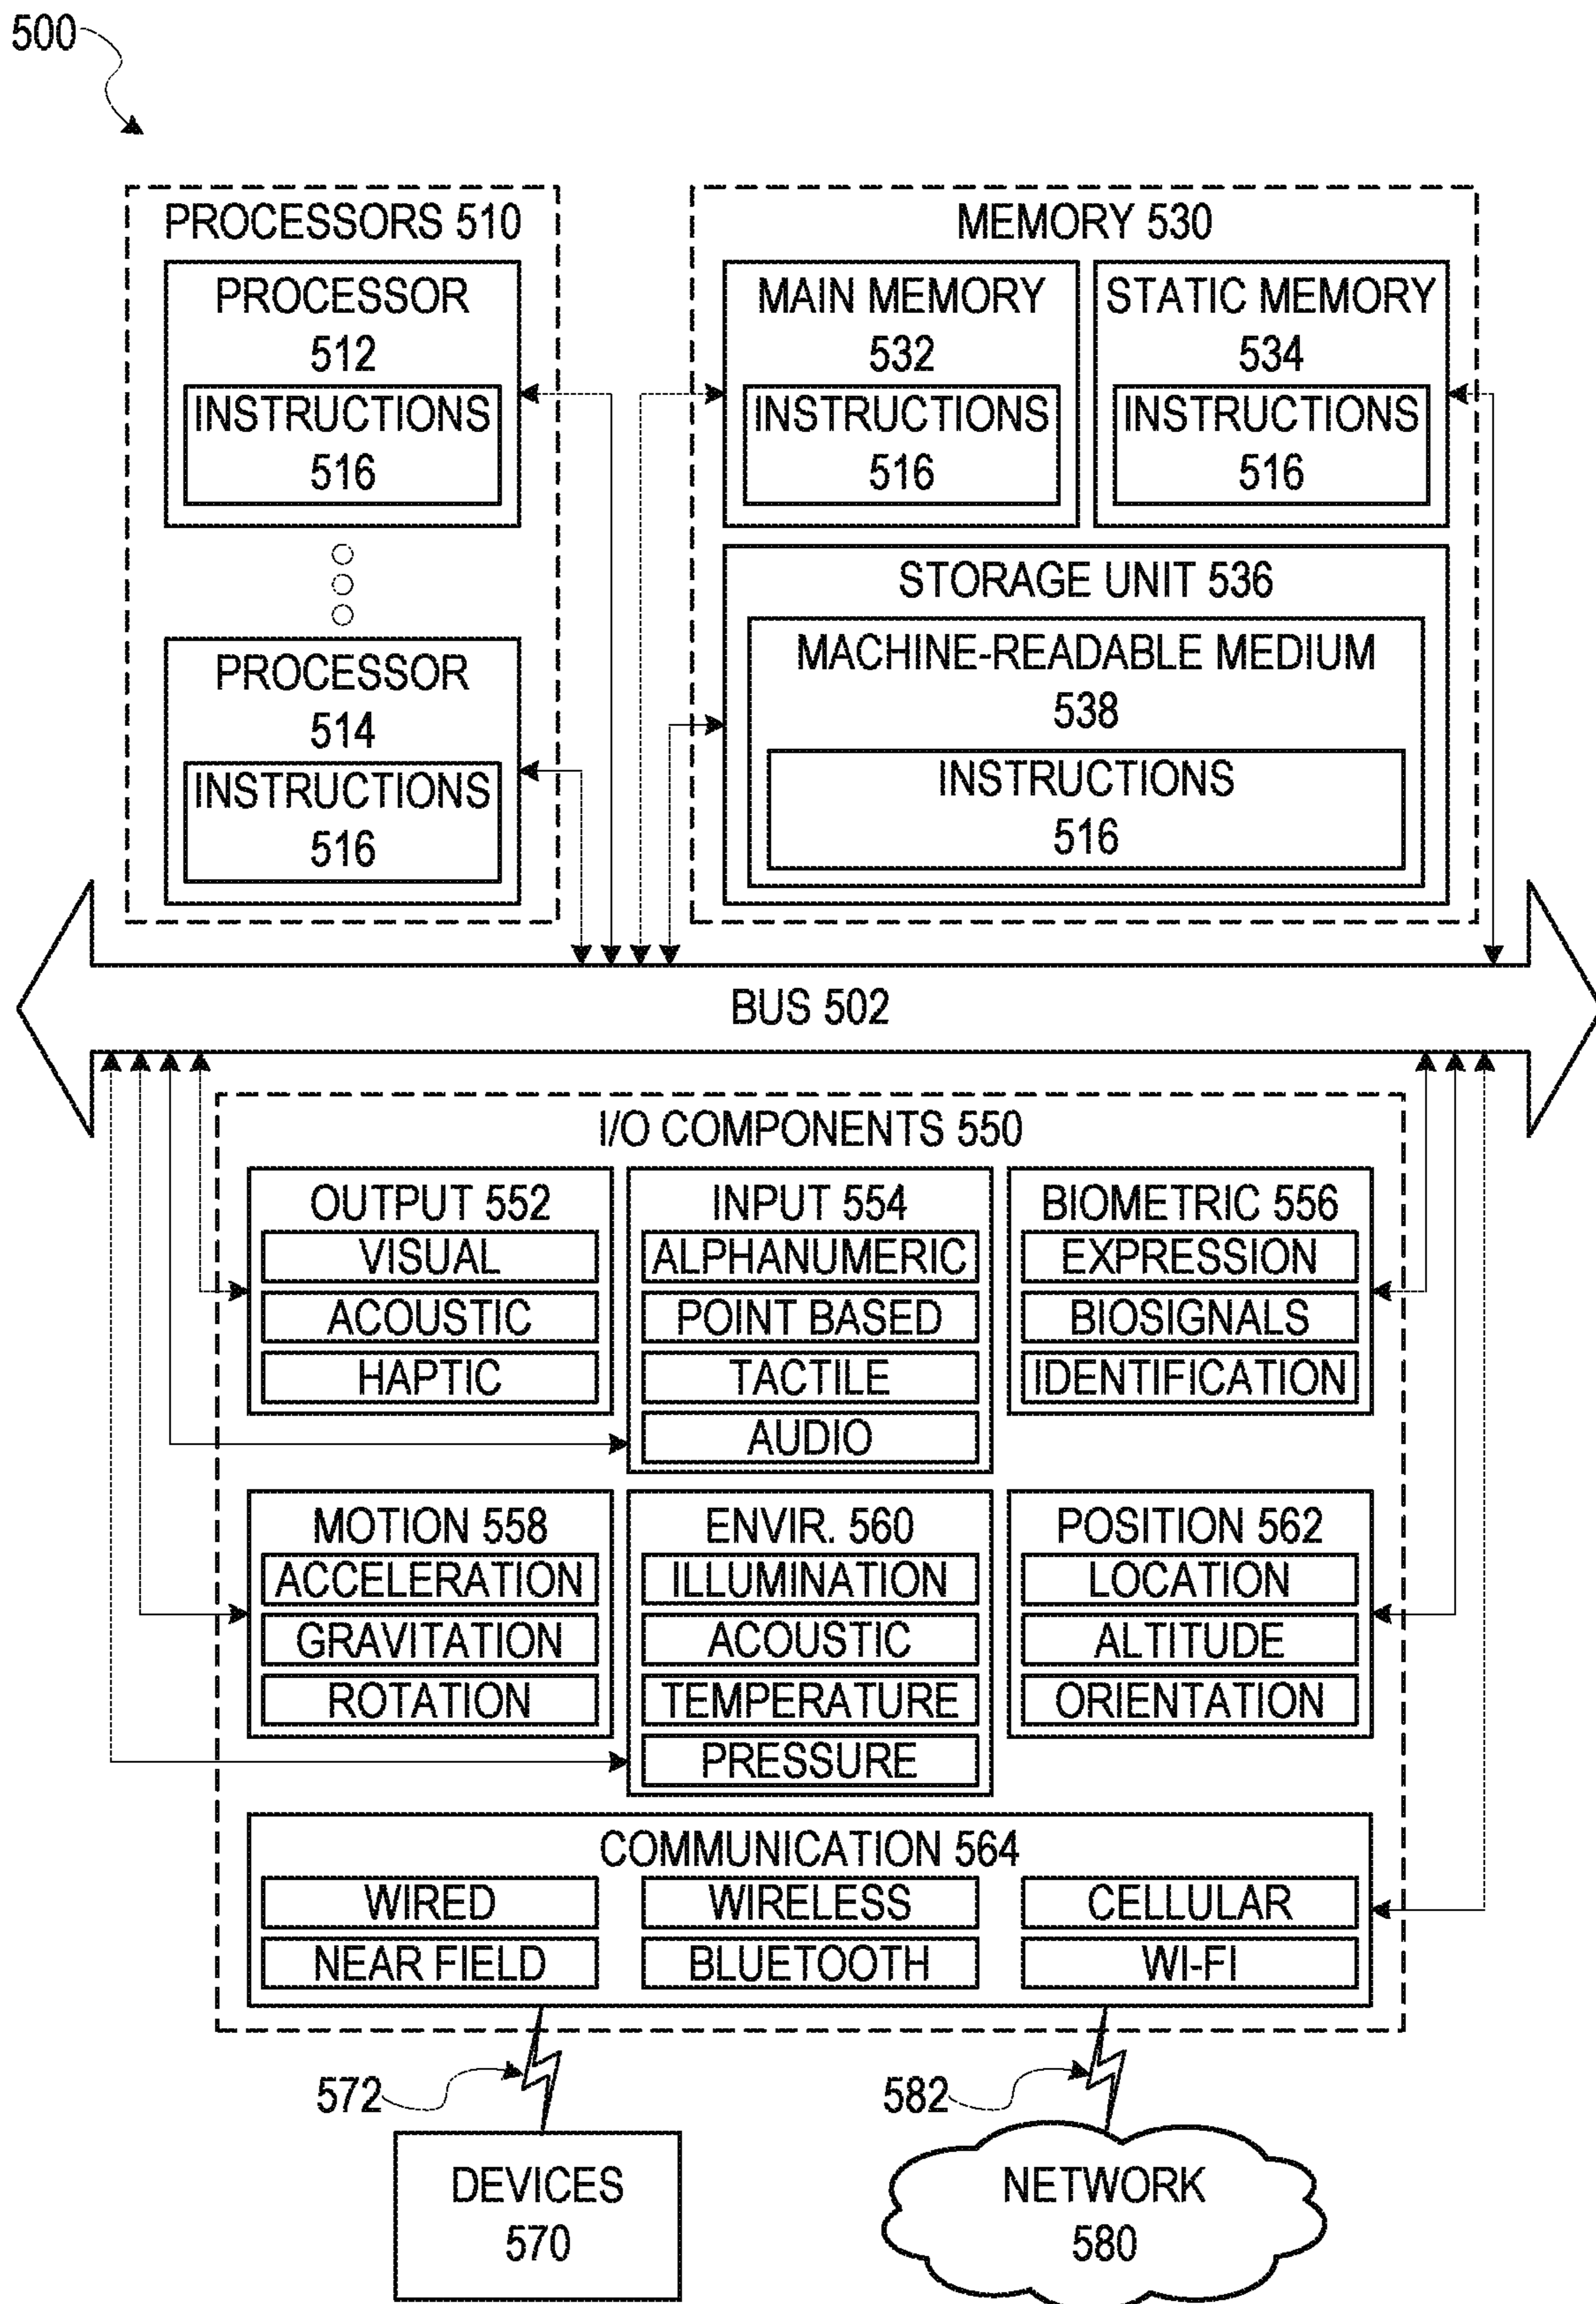 500
PROCESSORS 510
PROCESSOR
512
INSTRUCTIONS
516
PROCESSOR
514
INSTRUCTIONS
516
MEMORY 530
MAIN MEMORY
532
INSTRUCTIONS
516
STATIC MEMORY
534
INSTRUCTIONS
516
STORAGE UNIT 536
MACHINE-READABLE MEDIUM
538
INSTRUCTIONS
516
BUS 502
I/O COMPONENTS 550
OUTPUT 552
VISUAL
ACOUSTIC
HAPTIC
INPUT 554
ALPHANUMERIC
POINT BASED
TACTILE
AUDIO
BIOMETRIC 556
EXPRESSION
BIOSIGNALS
IDENTIFICATION
MOTION 558
ACCELERATION
GRAVITATION
ROTATION
ENVIR. 560
ILLUMINATION
ACOUSTIC
TEMPERATURE
PRESSURE
POSITION 562
LOCATION
ALTITUDE
ORIENTATION
COMMUNICATION 564
WIRED
WIRELESS
CELLULAR
NEAR FIELD
BLUETOOTH
WI-FI
572
582
DEVICES
570
NETWORK
580